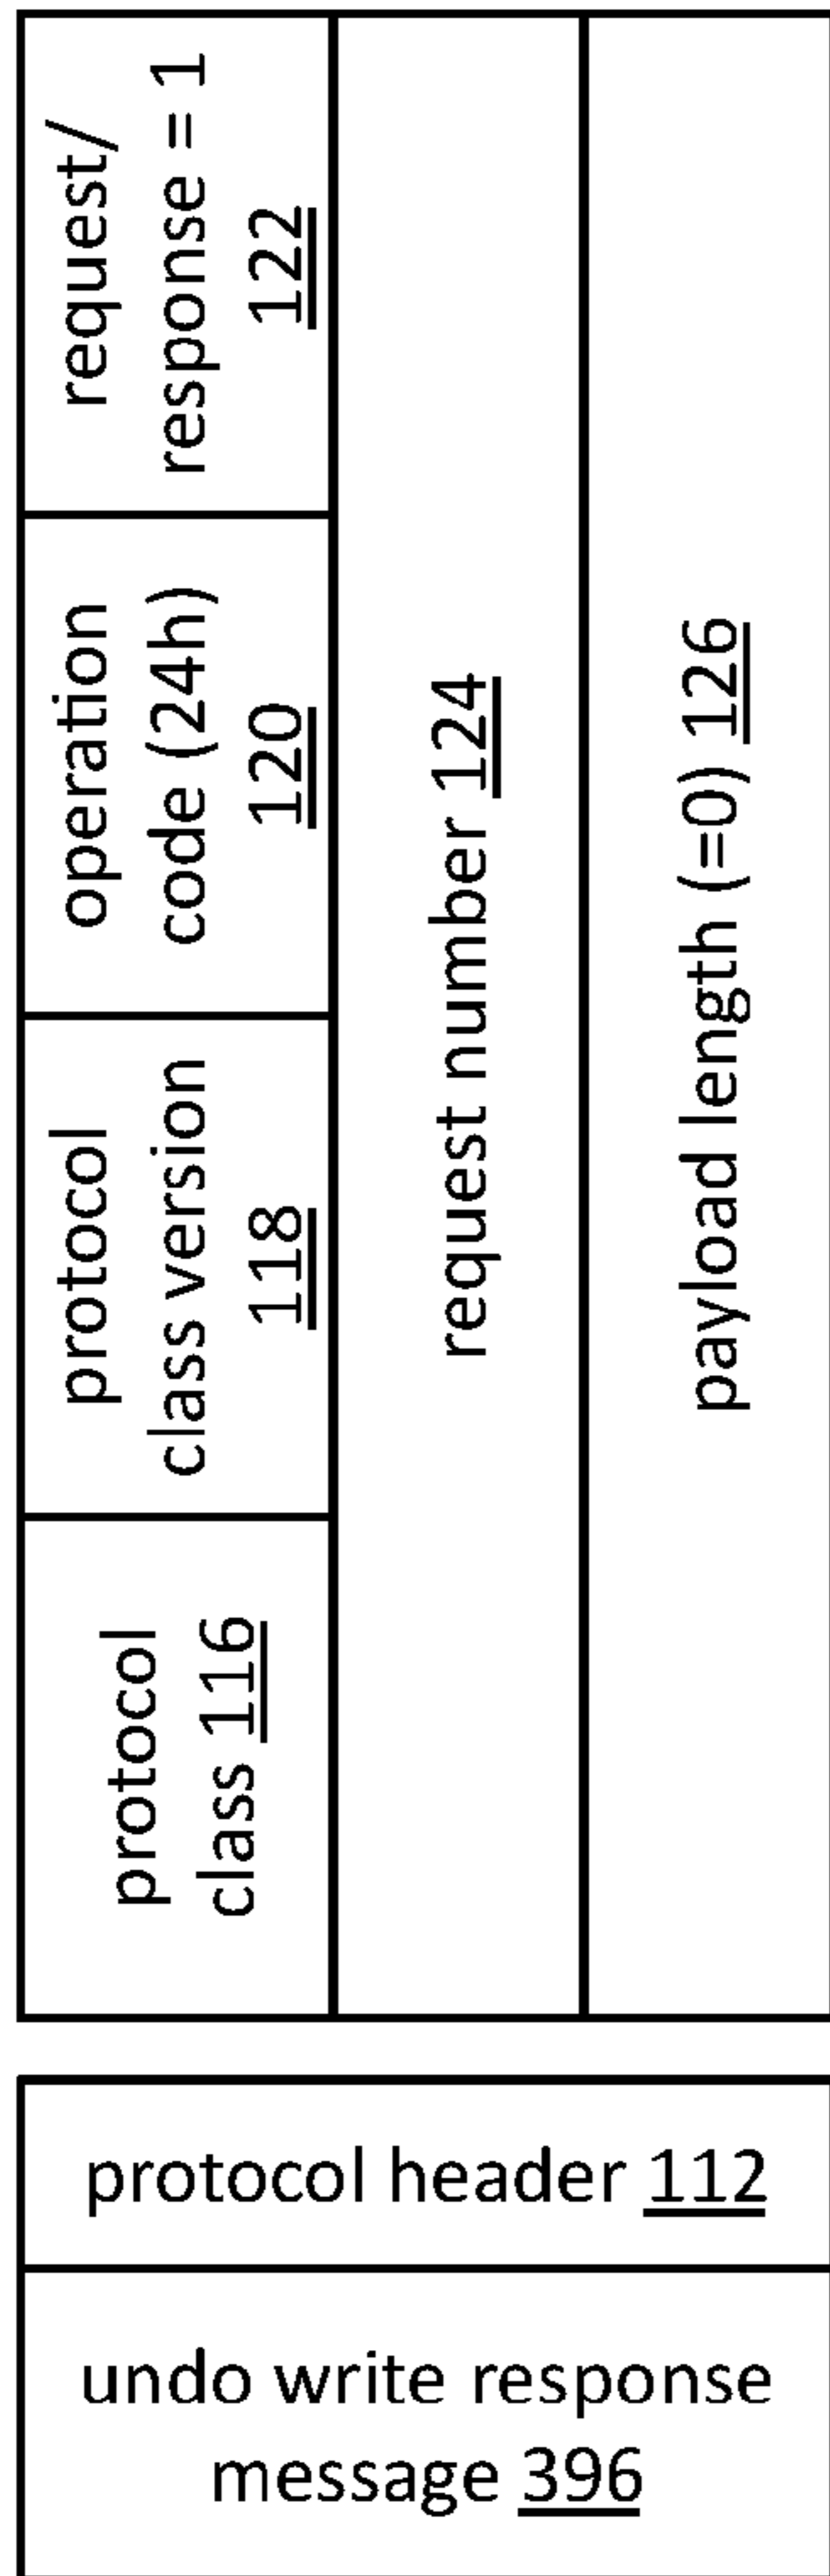 undo write response
message 396
protocol header 112
protocol
class 116
protocol
class version
118
operation
code (24h)
120
request/
response = 1
122
request number 124
payload length (=0) 126